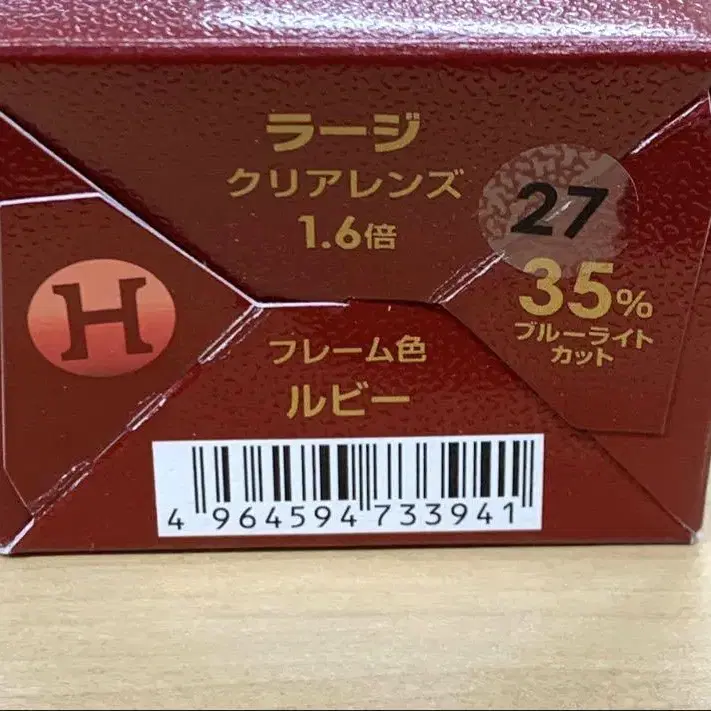 ラージ
クリアレンズ
1.6倍
27
35%
ブルーライト
カット
H
フレーム色
ルビー
4 964594 733941